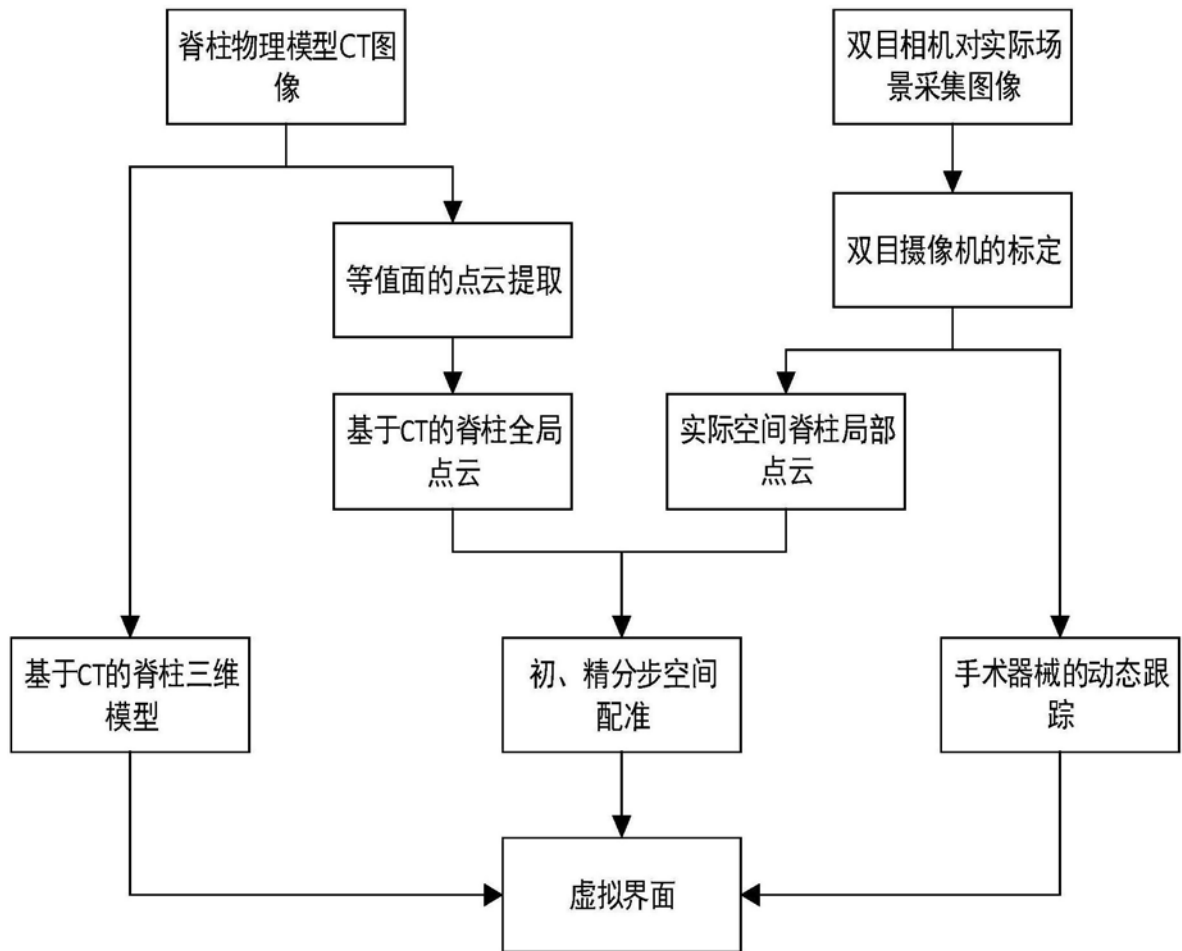 脊柱物理模型CT图
像
双目相机对实际场
景采集图像
双目摄像机的标定
等值面的点云提取
基于CT的脊柱全局
点云
实际空间脊柱局部
点云
基于CT的脊柱三维
模型
初、精分步空间
配准
手术器械的动态跟
踪
虚拟界面